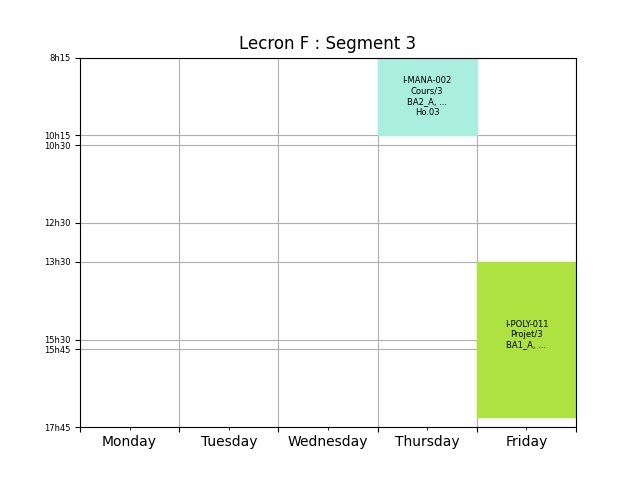 Lecron F : Segment 3
8h15
I-MANA-002
Cours/3
BA2_A, ...
Ho.03
10h15
10h30
12h30
13h30
I-POLY-011
Projet/3
BA1_A, ...
15h30
15h45
17h45
Monday Tuesday Wednesday Thursday Friday